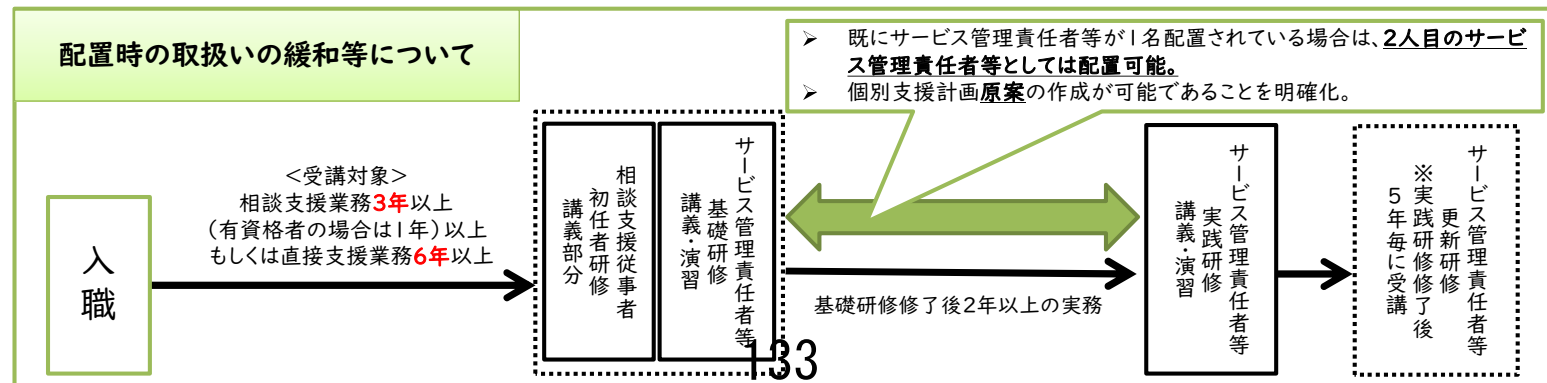 配置時の取扱いの緩和等について
➢ 既にサービス管理責任者等が1名配置されている場合は、2人目のサービ
ス管理責任者等としては配置可能。
➢ 個別支援計画原案の作成が可能であることを明確化。
入職
<受講対象>
相談支援業務3年以上
(有資格者の場合は1年)以上
もしくは直接支援業務6年以上
相談支援従事者
初任者研修
講義部分
サービス管理責任者等
基礎研修
講義・演習
基礎研修修了後2年以上の実務
サービス管理責任者等
実践研修
講義・演習
サービス管理責任者等
更新研修
※実践研修修了後
5年毎に受講
133